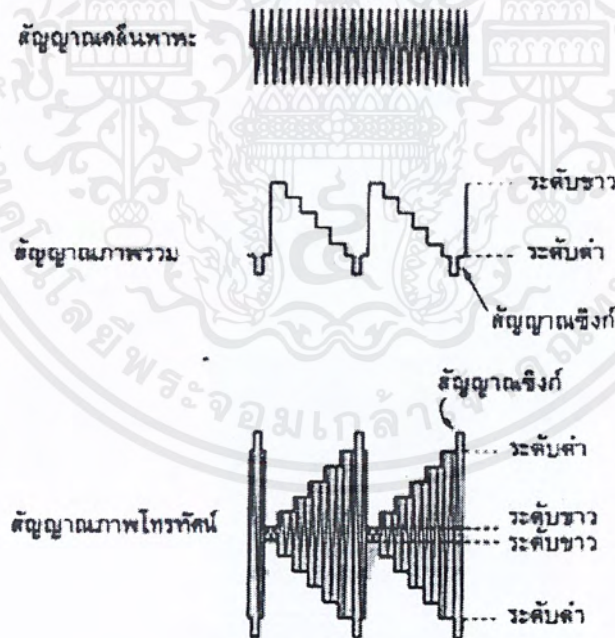 สัญญาณคลื่นพาหะ
ระดับขาว
สัญญาณภาพรวม
ระดับดำ
สัญญาณซิงก์
สัญญาณซิงก์
ระดับดำ
สัญญาณภาพโทรทัศน์
ระดับขาว
ระดับขาว
ระดับดำ